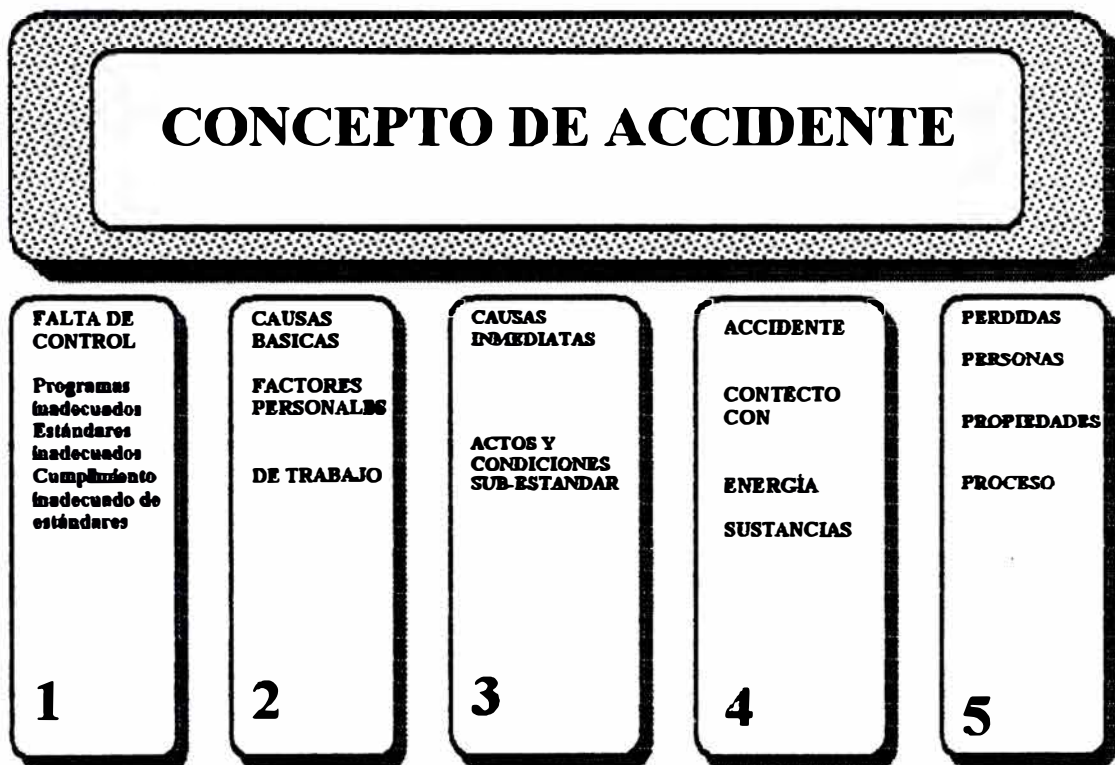 CONCEPTO DE ACCIDENTE
FALTA DE
CONTROL
Programas
inadecuados
Estándares
inadecuados
Cumplimiento
inadecuado de
estándares
1
CAUSAS
BASICAS
FACTORES
PERSONALES
DE TRABAJO
2
CAUSAS
INMEDIATAS
ACTOS Y
CONDICIONES
SUB-ESTANDAR
3
ACCIDENTE
CONTECTO
CON
ENERGÍA
SUSTANCIAS
4
PERDIDAS
PERSONAS
PROPIEDADES
PROCESO
5